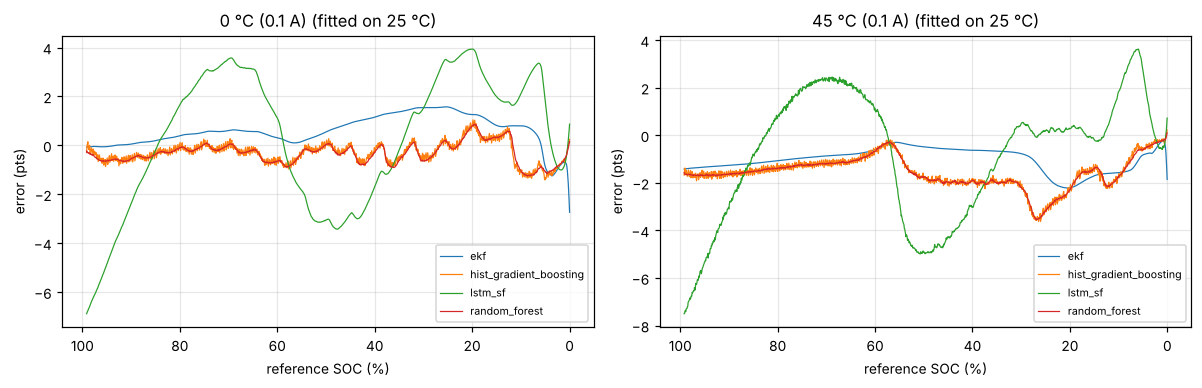 0 °C (0.1 A) (fitted on 25 °C)
error (pts)
4
2
0
−2
−4
−6
100
80
60
40
20
0
reference SOC (%)
ekf
hist_gradient_boosting
lstm_sf
random_forest
45 °C (0.1 A) (fitted on 25 °C)
error (pts)
4
2
0
−2
−4
−6
−8
100
80
60
40
20
0
reference SOC (%)
ekf
hist_gradient_boosting
lstm_sf
random_forest